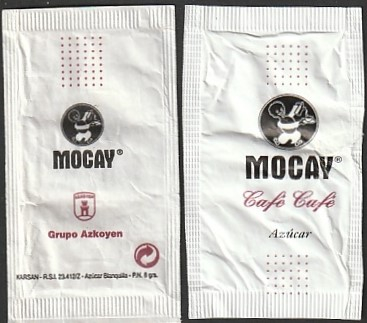 MOCAY®
Grupo Azkoyen
KARSAN - R.S.I. 23.413/Z - Azúcar Blanquilla - P.N. 8 grs.
MOCAY®
Café Café
Azúcar